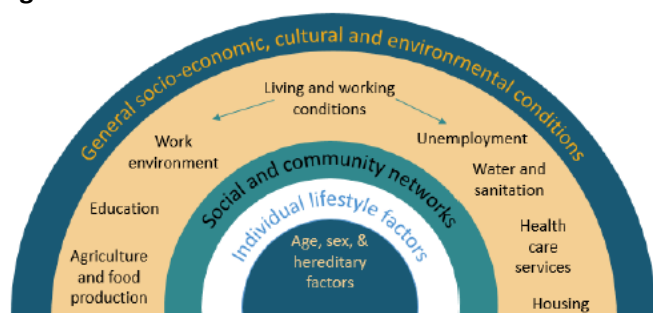 General socio-economic, cultural and environmental conditions
Living and working
conditions
Work
environment
Unemployment
Water and
sanitation
Education
Health
care
services
Agriculture
and food
production
Housing
Social and community networks
Individual lifestyle factors
Age, sex, &
hereditary
factors